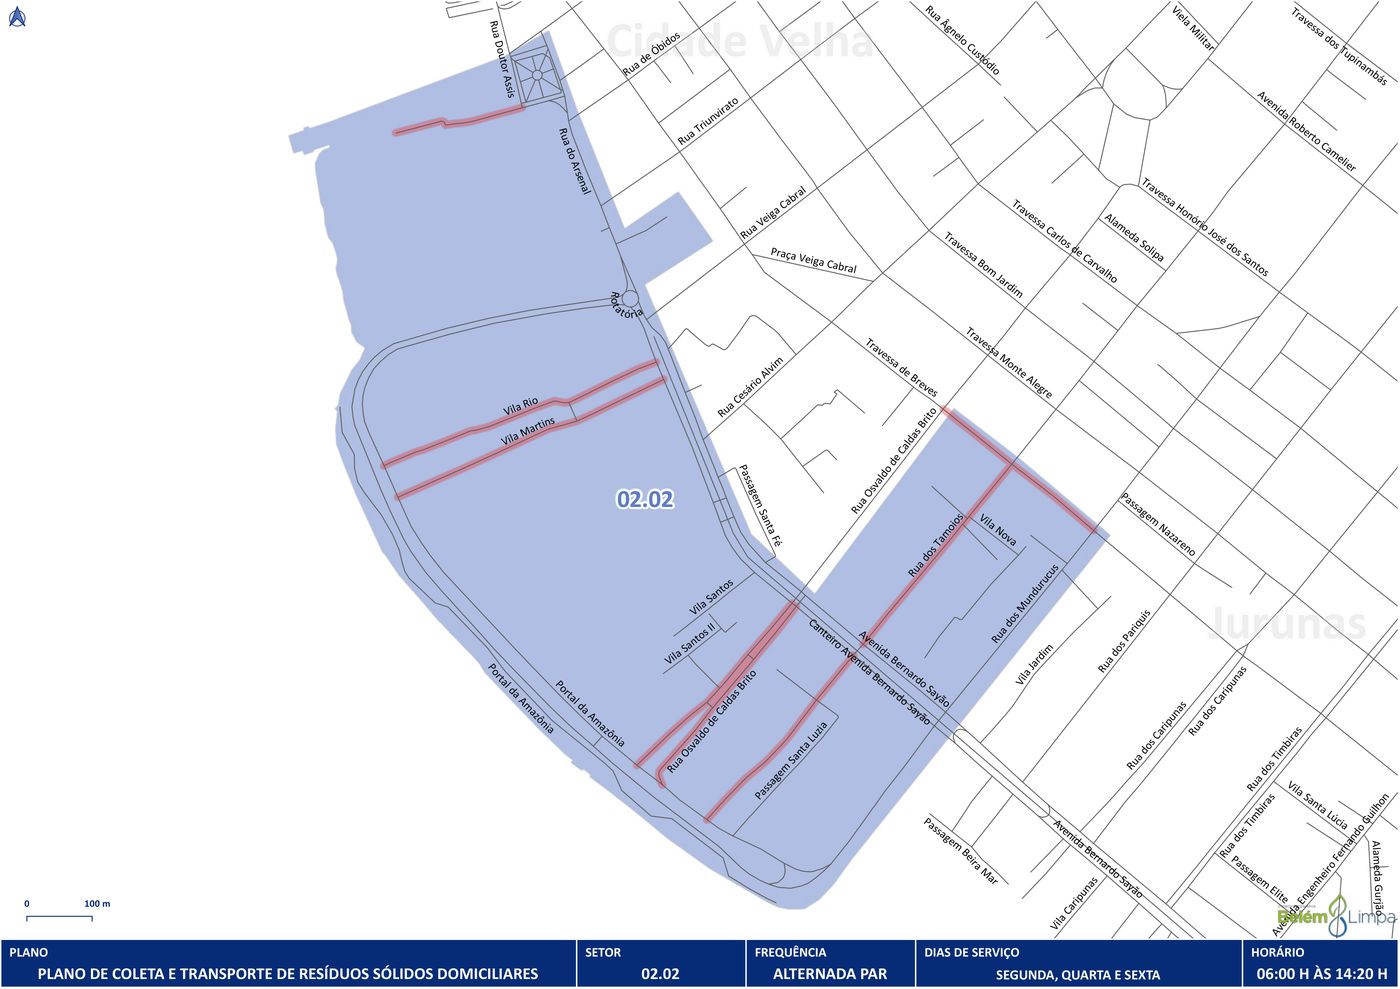 Cidade Velha
Rua Doutor Assis
Rua de Óbidos
Rua Ângelo Custódio
Viela Militar
Travessa dos Tupinambás
Rua Triunvirato
Avenida Roberto Camelier
Rua do Arsenal
Rua Veiga Cabral
Travessa Honório José dos Santos
Travessa Carlos de Carvalho
Alameda Solipa
Praça Veiga Cabral
Travessa Bom Jardim
Rotatória
Travessa Monte Alegre
Travessa de Breves
Rua Cesário Alvim
Vila Rio
Vila Martins
Rua Osvaldo de Caldas Brito
02.02
Passagem Santa Fé
Passagem Nazareno
Vila Nova
Rua dos Tamoios
Rua dos Mundurucus
Vila Santos
Vila Santos II
Jurunas
Canteiro Avenida Bernardo Sayão
Avenida Bernardo Sayão
Vila Jardim
Rua dos Pariquis
Portal da Amazônia
Portal da Amazônia
Rua Osvaldo de Caldas Brito
Passagem Santa Luzia
Rua dos Caripunas
Rua dos Caripunas
Rua dos Timbiras
Rua dos Timbiras
Vila Santa Lúcia
Passagem Beira Mar
Avenida Bernardo Sayão
Vila Caripunas
Passagem Elite
Avenida Engenheiro Fernando Guilhon
Alameda Gurjão
Belém Limpa
0 100 m
PLANO
PLANO DE COLETA E TRANSPORTE DE RESÍDUOS SÓLIDOS DOMICILIARES
SETOR
02.02
FREQUÊNCIA
ALTERNADA PAR
DIAS DE SERVIÇO
SEGUNDA, QUARTA E SEXTA
HORÁRIO
06:00 H ÀS 14:20 H